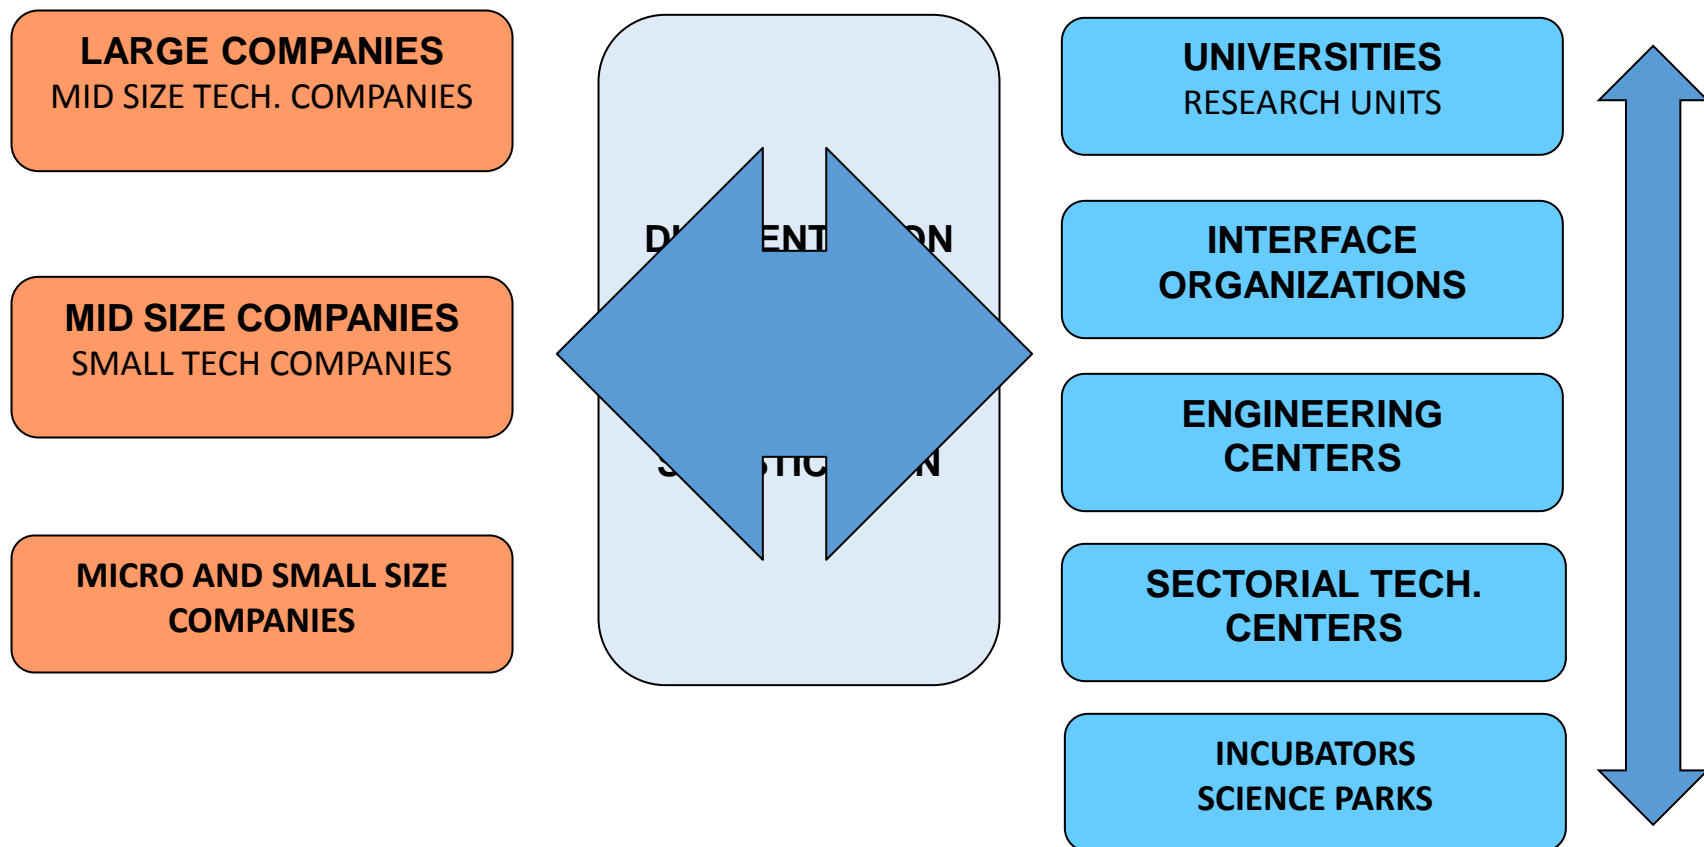 LARGE COMPANIES
MID SIZE TECH. COMPANIES
MID SIZE COMPANIES
SMALL TECH COMPANIES
MICRO AND SMALL SIZE
COMPANIES
UNIVERSITIES
RESEARCH UNITS
INTERFACE
ORGANIZATIONS
ENGINEERING
CENTERS
SECTORIAL TECH.
CENTERS
INCUBATORS
SCIENCE PARKS